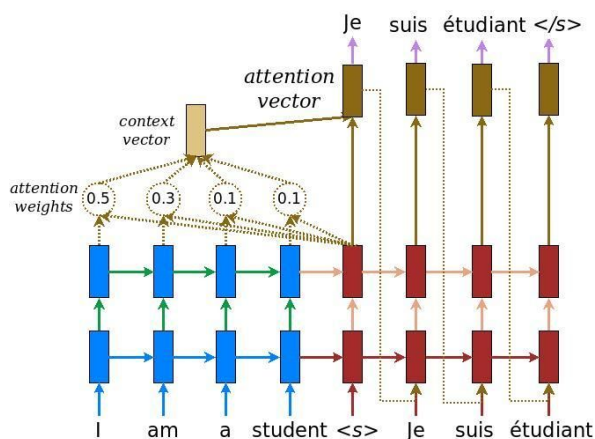 Je suis étudiant </s>
attention vector
context vector
attention weights
0.5 0.3 0.1 0.1
I am a student <s> Je suis étudiant